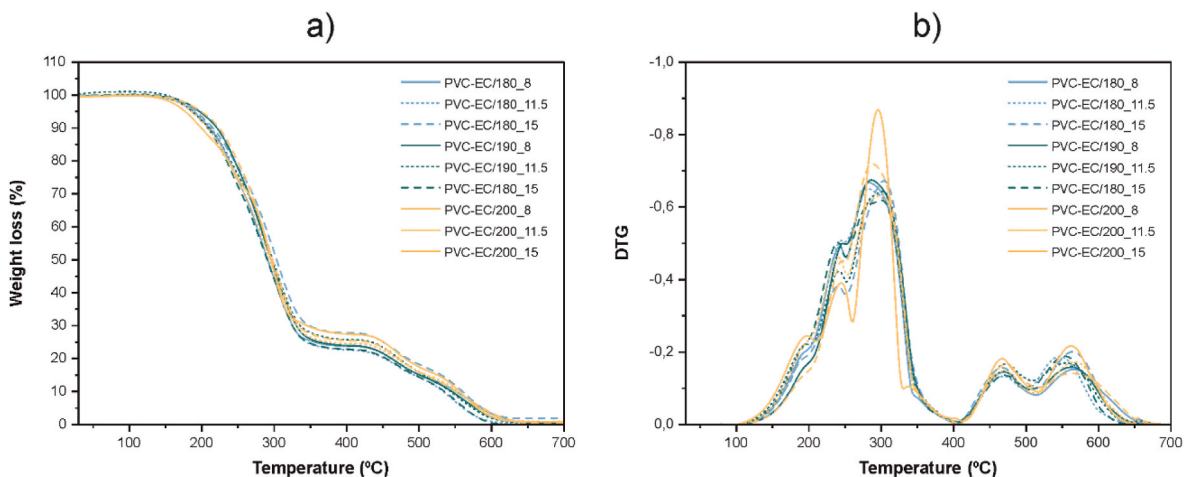 a)
110
100
90
80
70
60
50
40
30
20
10
0
Weight loss (%)
PVC-EC/180_8
PVC-EC/180_11.5
PVC-EC/180_15
PVC-EC/190_8
PVC-EC/190_11.5
PVC-EC/180_15
PVC-EC/200_8
PVC-EC/200_11.5
PVC-EC/200_15
100 200 300 400 500 600 700
Temperature (ºC)
b)
-1,0
-0,8
-0,6
-0,4
-0,2
0,0
DTG
PVC-EC/180_8
PVC-EC/180_11.5
PVC-EC/180_15
PVC-EC/190_8
PVC-EC/190_11.5
PVC-EC/180_15
PVC-EC/200_8
PVC-EC/200_11.5
PVC-EC/200_15
100 200 300 400 500 600 700
Temperature (ºC)